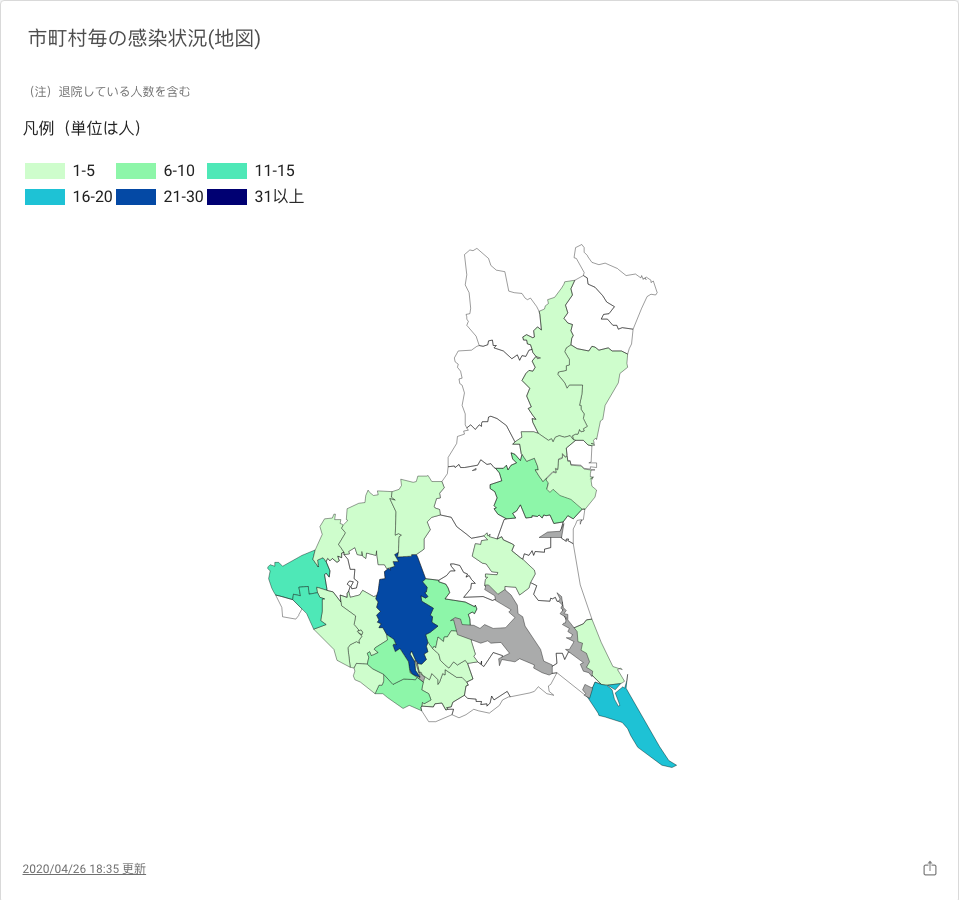 市町村毎の感染状況(地図)
（注）退院している人数を含む
凡例（単位は人）
1-5 6-10 11-15
16-20 21-30 31以上
2020/04/26 18:35 更新